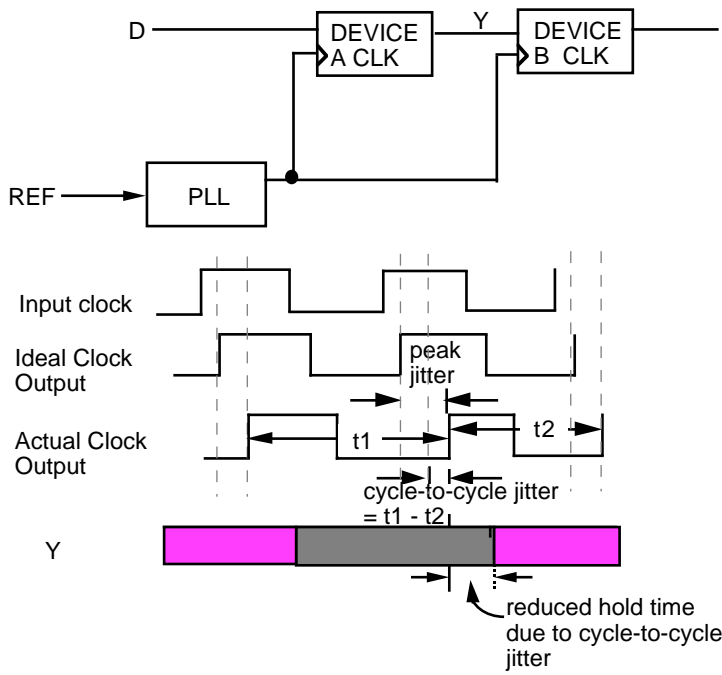 D
DEVICE
A CLK
Y
DEVICE
B CLK
REF
PLL
Input clock
Ideal Clock
Output
peak
jitter
Actual Clock
Output
t1
t2
cycle-to-cycle jitter
= t1 - t2
Y
reduced hold time
due to cycle-to-cycle
jitter